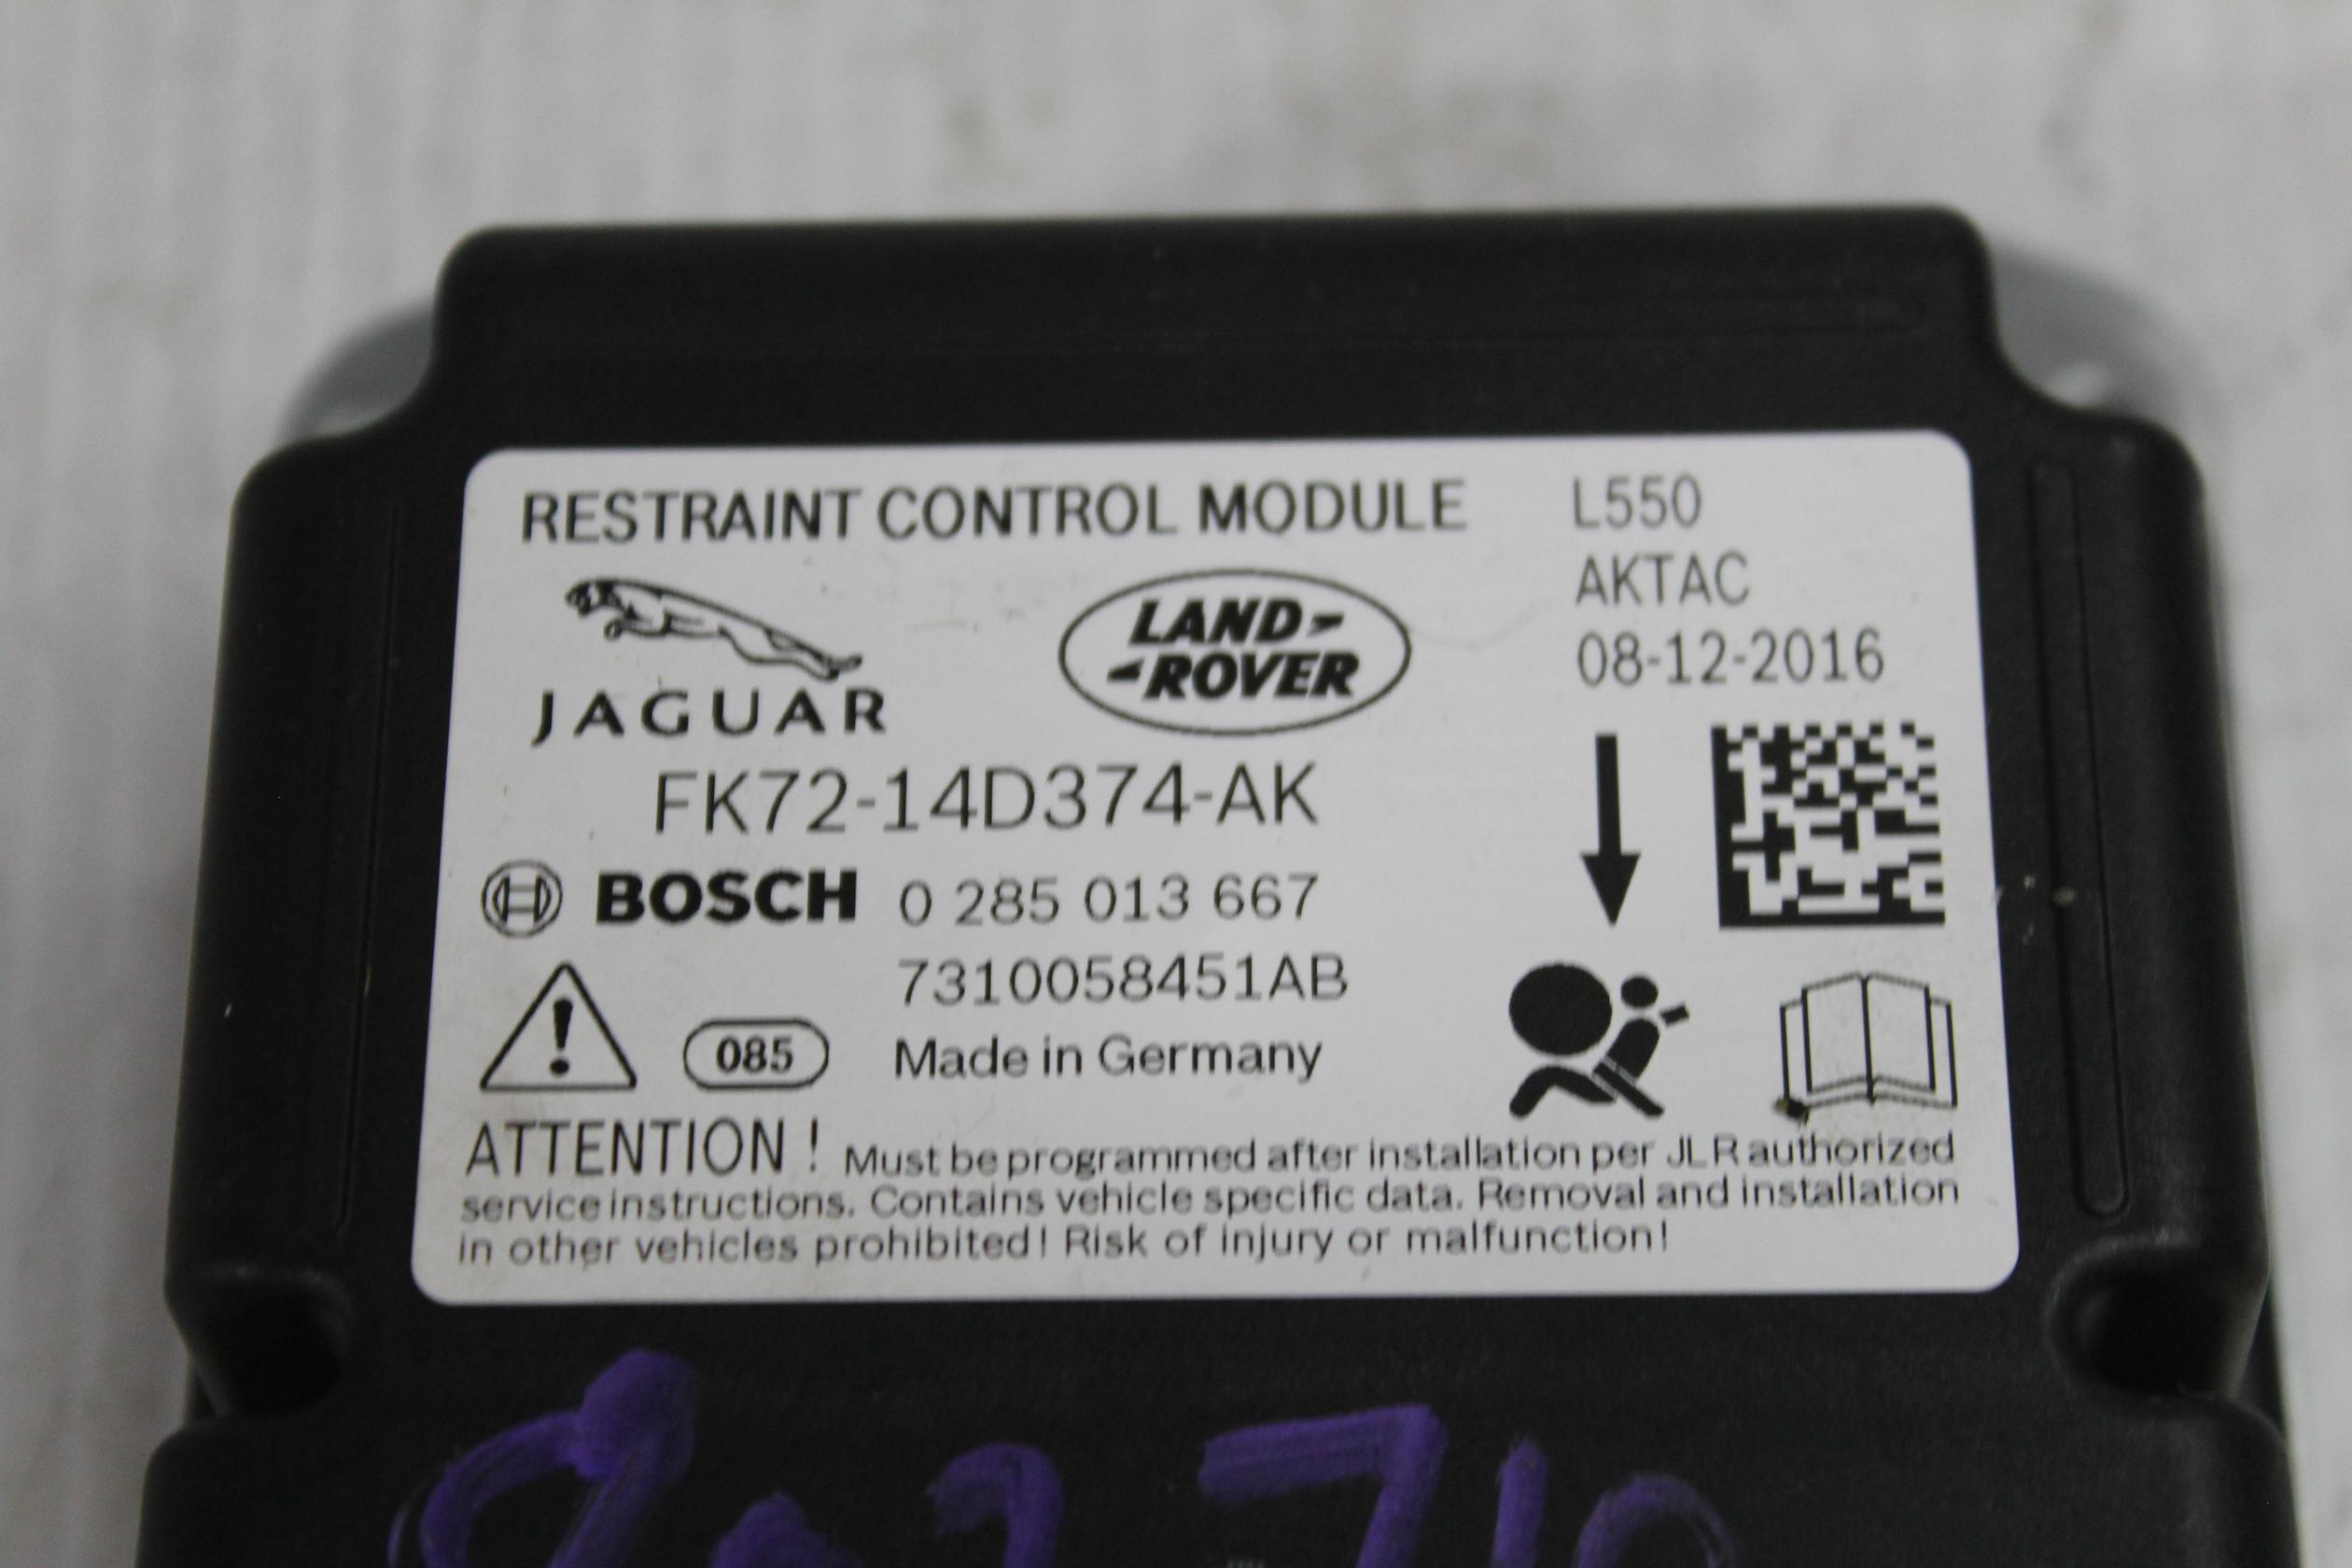 RESTRAINT CONTROL MODULE
L550
AKTAC
08-12-2016
JAGUAR
LAND-
-ROVER
FK72-14D374-AK
BOSCH 0 285 013 667
7310058451AB
085 Made in Germany
ATTENTION! Must be programmed after installation per JLR authorized
service instructions. Contains vehicle specific data. Removal and installation
in other vehicles prohibited! Risk of injury or malfunction!